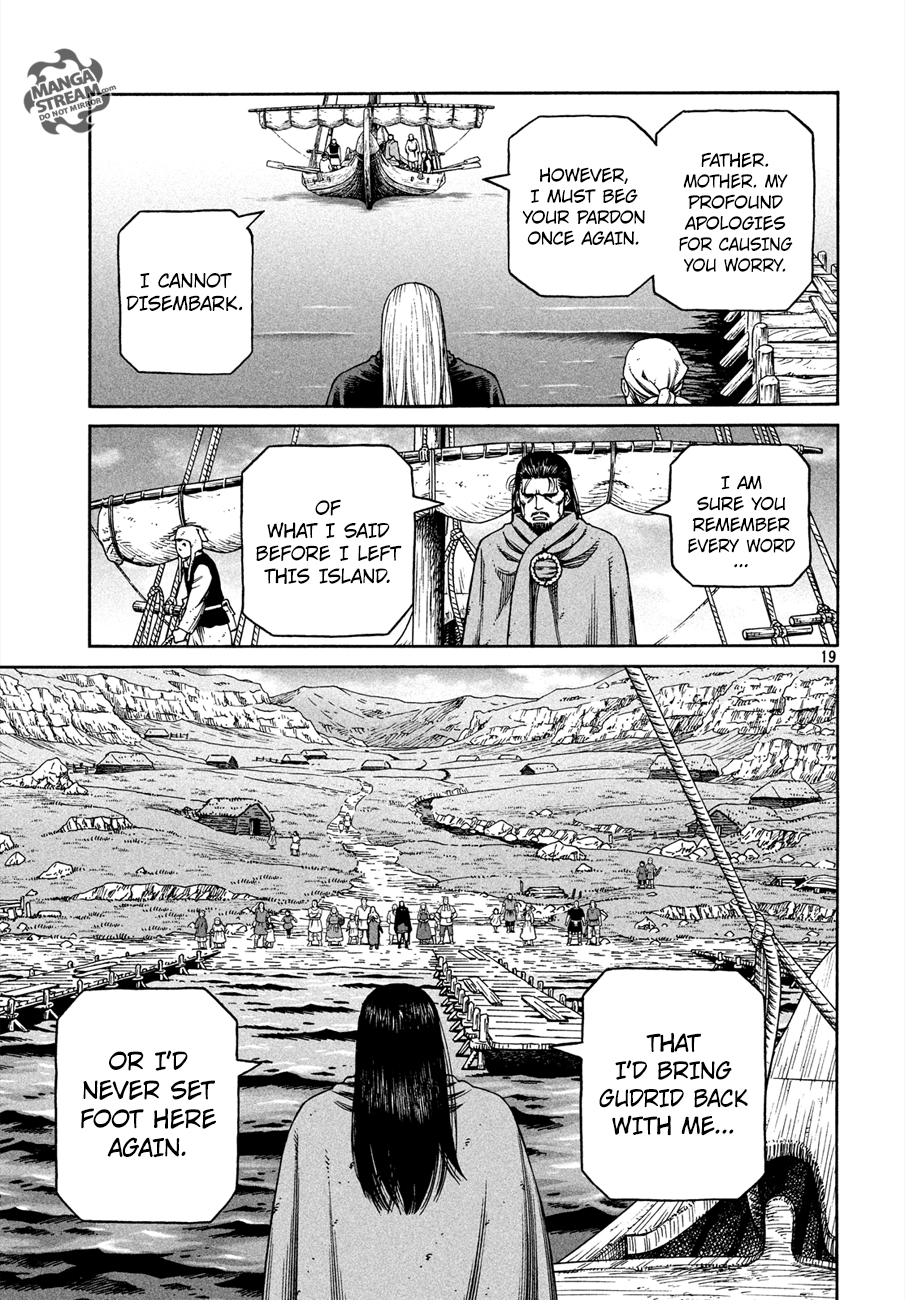 MANGA
STREAM.com
DO NOT MIRROR
FATHER.
MOTHER. MY
PROFOUND
APOLOGIES
FOR CAUSING
YOU WORRY.
HOWEVER,
I MUST BEG
YOUR PARDON
ONCE AGAIN.
I CANNOT
DISEMBARK.
I AM
SURE YOU
REMEMBER
EVERY WORD
...
OF
WHAT I SAID
BEFORE I LEFT
THIS ISLAND.
19
THAT
I'D BRING
GUDRID BACK
WITH ME...
OR I'D
NEVER SET
FOOT HERE
AGAIN.